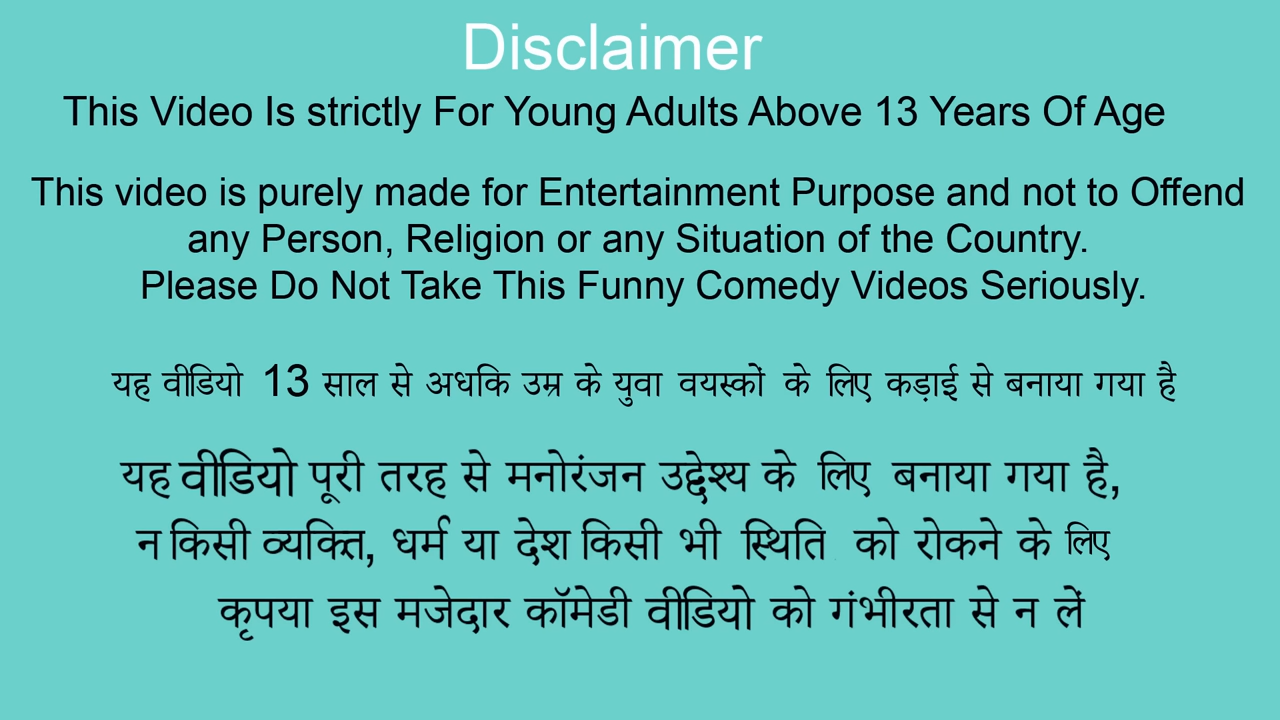 Disclaimer
This Video Is strictly For Young Adults Above 13 Years Of Age
This video is purely made for Entertainment Purpose and not to Offend
any Person, Religion or any Situation of the Country.
Please Do Not Take This Funny Comedy Videos Seriously.
यह वीडियो 13 साल से अधकि उम्र के युवा वयस्कों के लिए कड़ाई से बनाया गया है
यह वीडियो पूरी तरह से मनोरंजन उद्देश्य के लिए बनाया गया है,
न किसी व्यक्ति, धर्म या देश किसी भी स्थिति को रोकने के लिए
कृपया इस मजेदार कॉमेडी वीडियो को गंभीरता से न लें